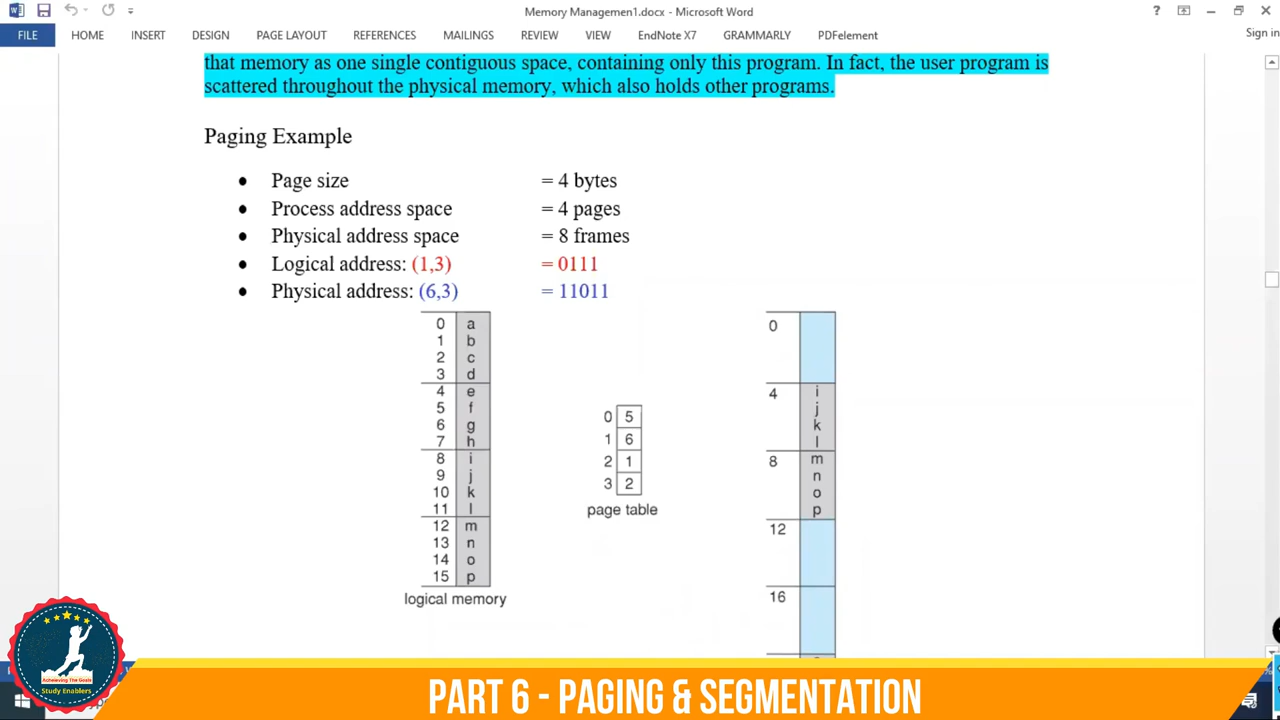 Memory Managemen1.docx - Microsoft Word
?
FILE HOME INSERT DESIGN PAGE LAYOUT REFERENCES MAILINGS REVIEW VIEW EndNote X7 GRAMMARLY PDFelement Sign in
that memory as one single contiguous space, containing only this program. In fact, the user program is
scattered throughout the physical memory, which also holds other programs.
Paging Example
• Page size = 4 bytes
• Process address space = 4 pages
• Physical address space = 8 frames
• Logical address: (1,3) = 0111
• Physical address: (6,3) = 11011
0 a
1 b
2 c
3 d
4 e
5 f
6 g
7 h
8 i
9 j
10 k
11 l
12 m
13 n
14 o
15 p
logical memory
0 5
1 6
2 1
3 2
page table
0
4 i
j
k
l
8 m
n
o
p
12
16
Acheieving The Goals
Study Enablers
PART 6 - PAGING & SEGMENTATION